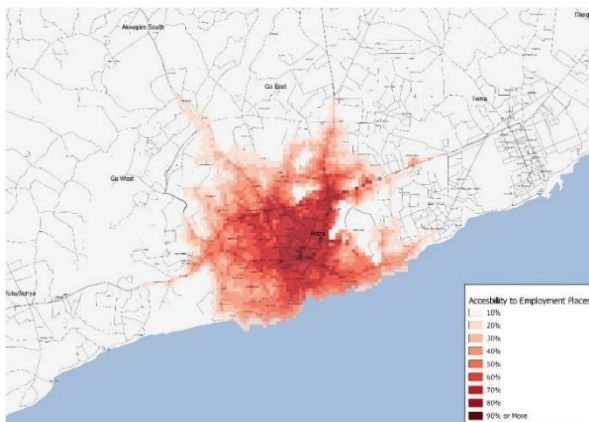 Akwapim South
Ga East
Tema
Ga West
Accra
Accesbility to Employment Places
10%
20%
30%
40%
50%
60%
70%
80%
90% or More